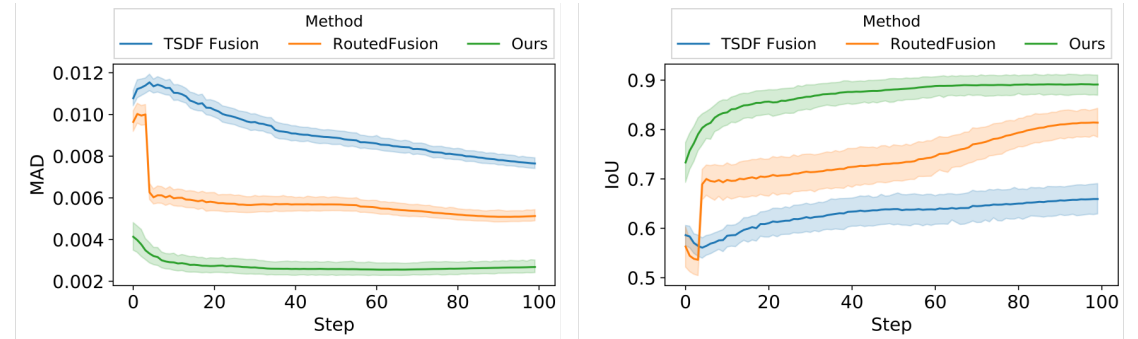 Method
TSDF Fusion RoutedFusion Ours
0.012
0.010
0.008
0.006
0.004
0.002
MAD
0 20 40 60 80 100
Step
Method
TSDF Fusion RoutedFusion Ours
0.9
0.8
0.7
0.6
0.5
IoU
0 20 40 60 80 100
Step